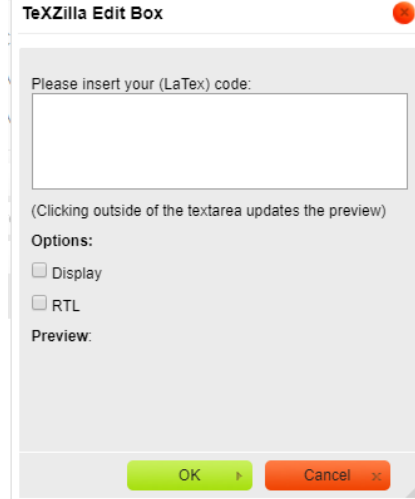 TeXZilla Edit Box
Please insert your (LaTex) code:
(Clicking outside of the textarea updates the preview)
Options:
Display
RTL
Preview:
OK
Cancel